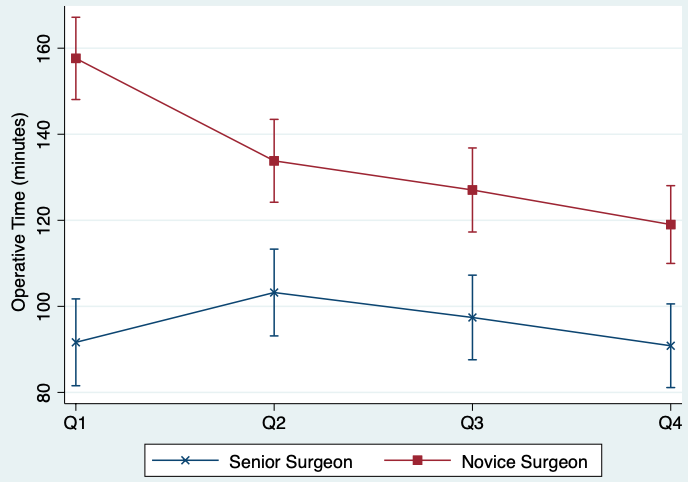 Operative Time (minutes)
160
140
120
100
80
Q1 Q2 Q3 Q4
Senior Surgeon Novice Surgeon